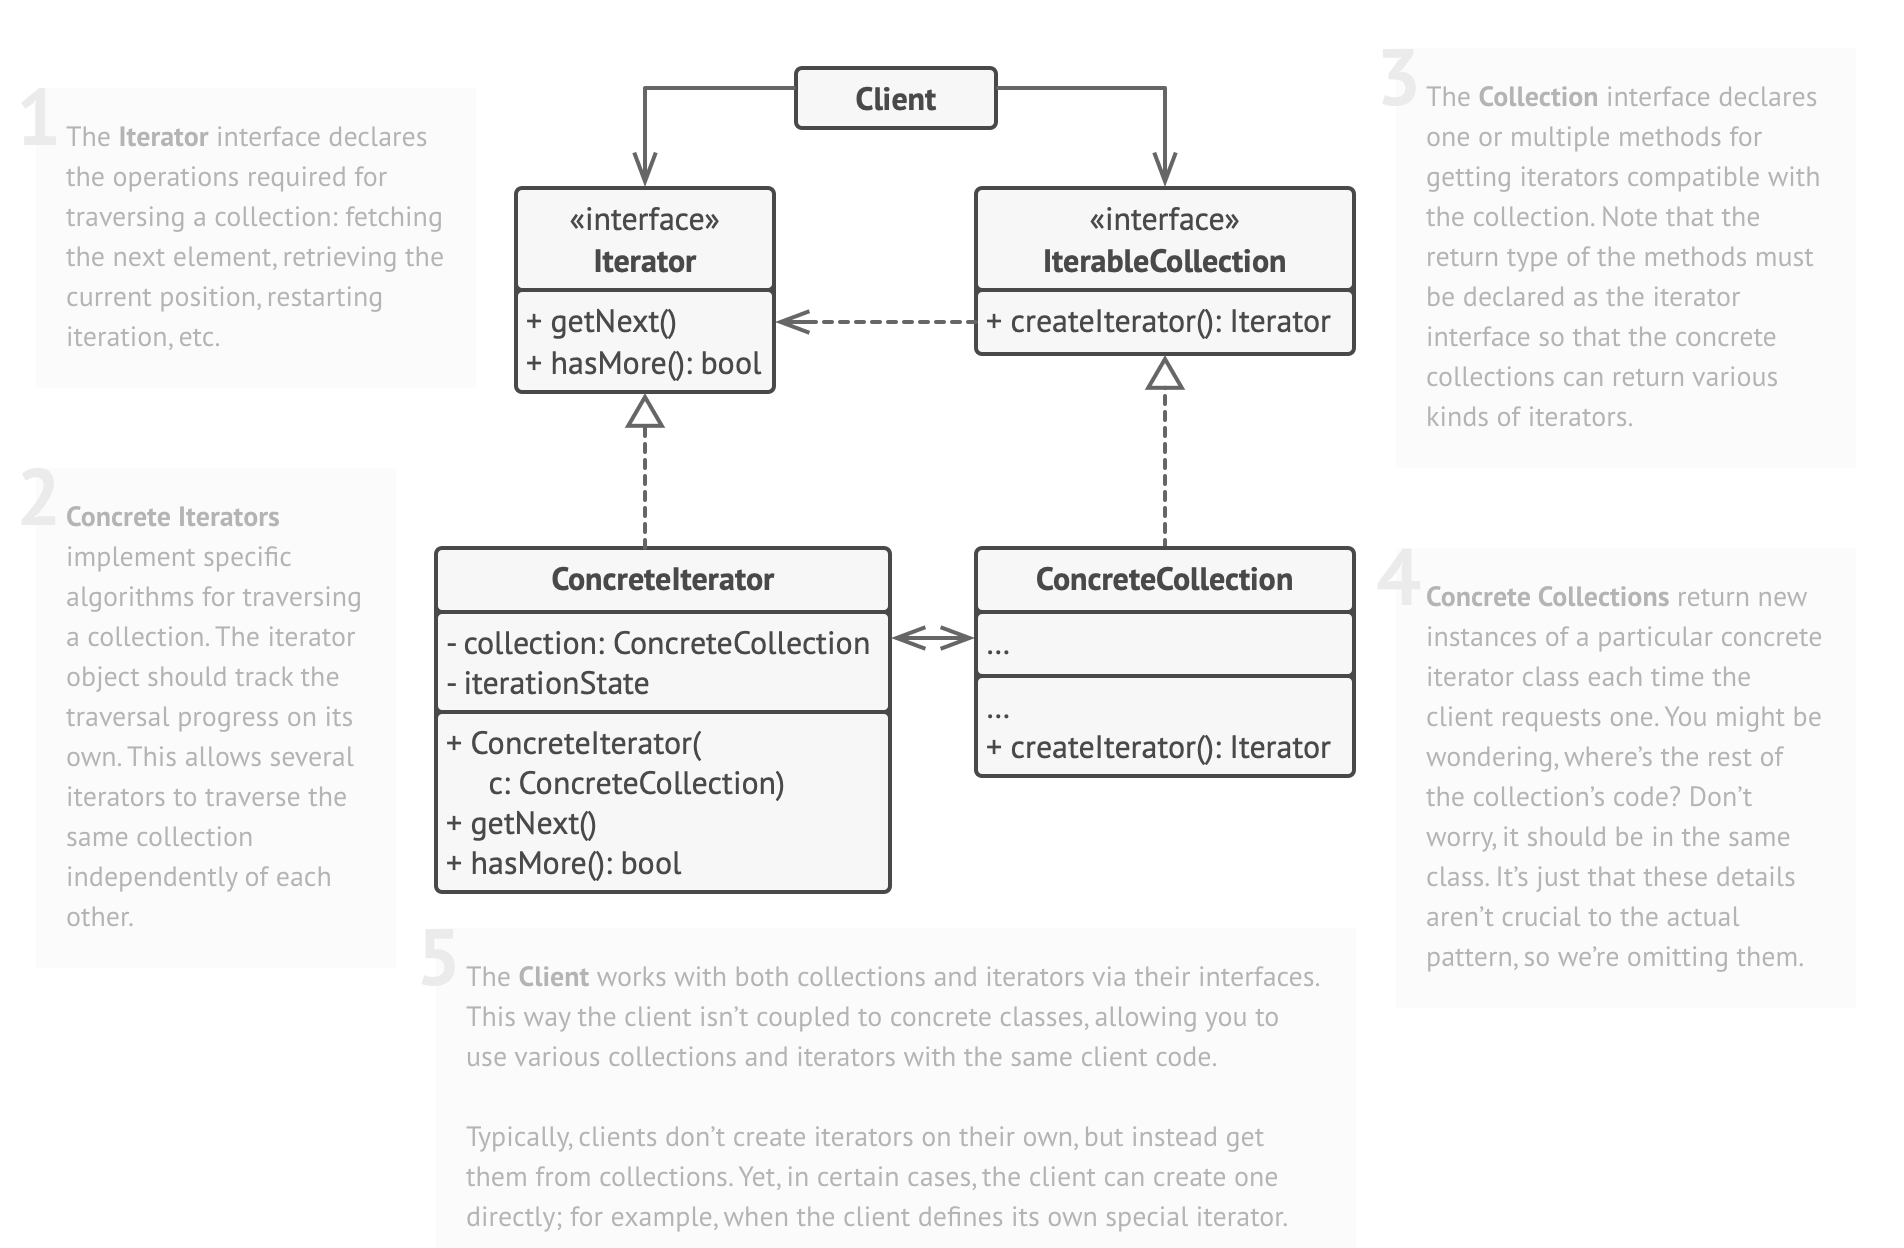 1
The Iterator interface declares
the operations required for
traversing a collection: fetching
the next element, retrieving the
current position, restarting
iteration, etc.
2
Concrete Iterators
implement specific
algorithms for traversing
a collection. The iterator
object should track the
traversal progress on its
own. This allows several
iterators to traverse the
same collection
independently of each
other.
Client
«interface»
Iterator
+ getNext()
+ hasMore(): bool
«interface»
IterableCollection
+ createIterator(): Iterator
ConcreteIterator
- collection: ConcreteCollection
- iterationState
+ ConcreteIterator(
c: ConcreteCollection)
+ getNext()
+ hasMore(): bool
ConcreteCollection
...
...
+ createIterator(): Iterator
3
The Collection interface declares
one or multiple methods for
getting iterators compatible with
the collection. Note that the
return type of the methods must
be declared as the iterator
interface so that the concrete
collections can return various
kinds of iterators.
4
Concrete Collections return new
instances of a particular concrete
iterator class each time the
client requests one. You might be
wondering, where’s the rest of
the collection’s code? Don’t
worry, it should be in the same
class. It’s just that these details
aren’t crucial to the actual
pattern, so we’re omitting them.
5
The Client works with both collections and iterators via their interfaces.
This way the client isn’t coupled to concrete classes, allowing you to
use various collections and iterators with the same client code.
Typically, clients don’t create iterators on their own, but instead get
them from collections. Yet, in certain cases, the client can create one
directly; for example, when the client defines its own special iterator.